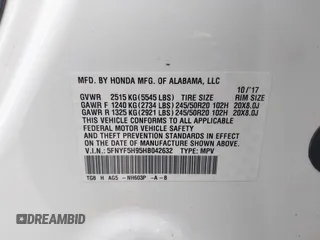 MFD. BY HONDA MFG. OF ALABAMA, LLC
10/'17
GVWR 2515 KG (5545 LBS) TIRE SIZE RIM SIZE
GAWR F 1240 KG (2734 LBS) 245/50R20 102H 20X8.0J
GAWR R 1325 KG (2921 LBS) 245/50R20 102H 20X8.0J
THIS VEHICLE CONFORMS TO ALL APPLICABLE
FEDERAL MOTOR VEHICLE SAFETY
AND THEFT PREVENTION STANDARDS IN EFFECT ON
THE DATE OF MANUFACTURE SHOWN ABOVE.
V.I.N.: 5FNYF5H95HB042632 TYPE: MPV
TG8 H AG5 - NH603P -A -B